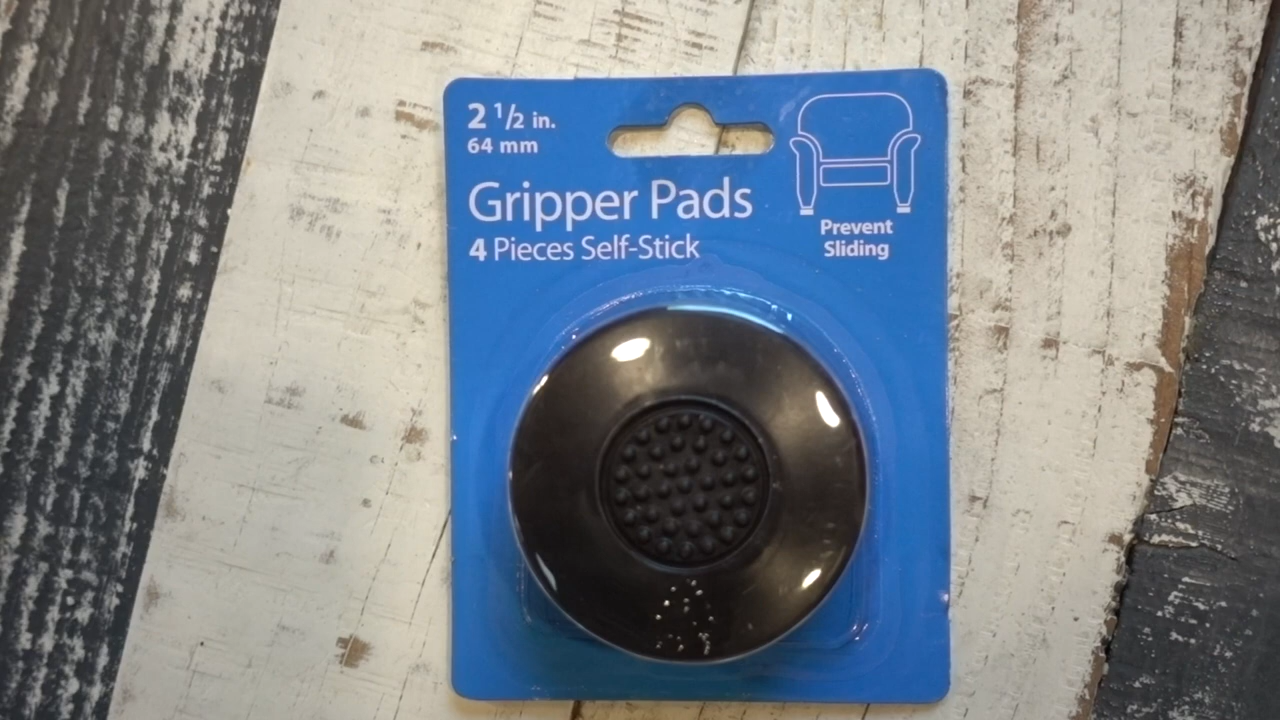 2 1/2 in.
64 mm
Gripper Pads
4 Pieces Self-Stick
Prevent
Sliding